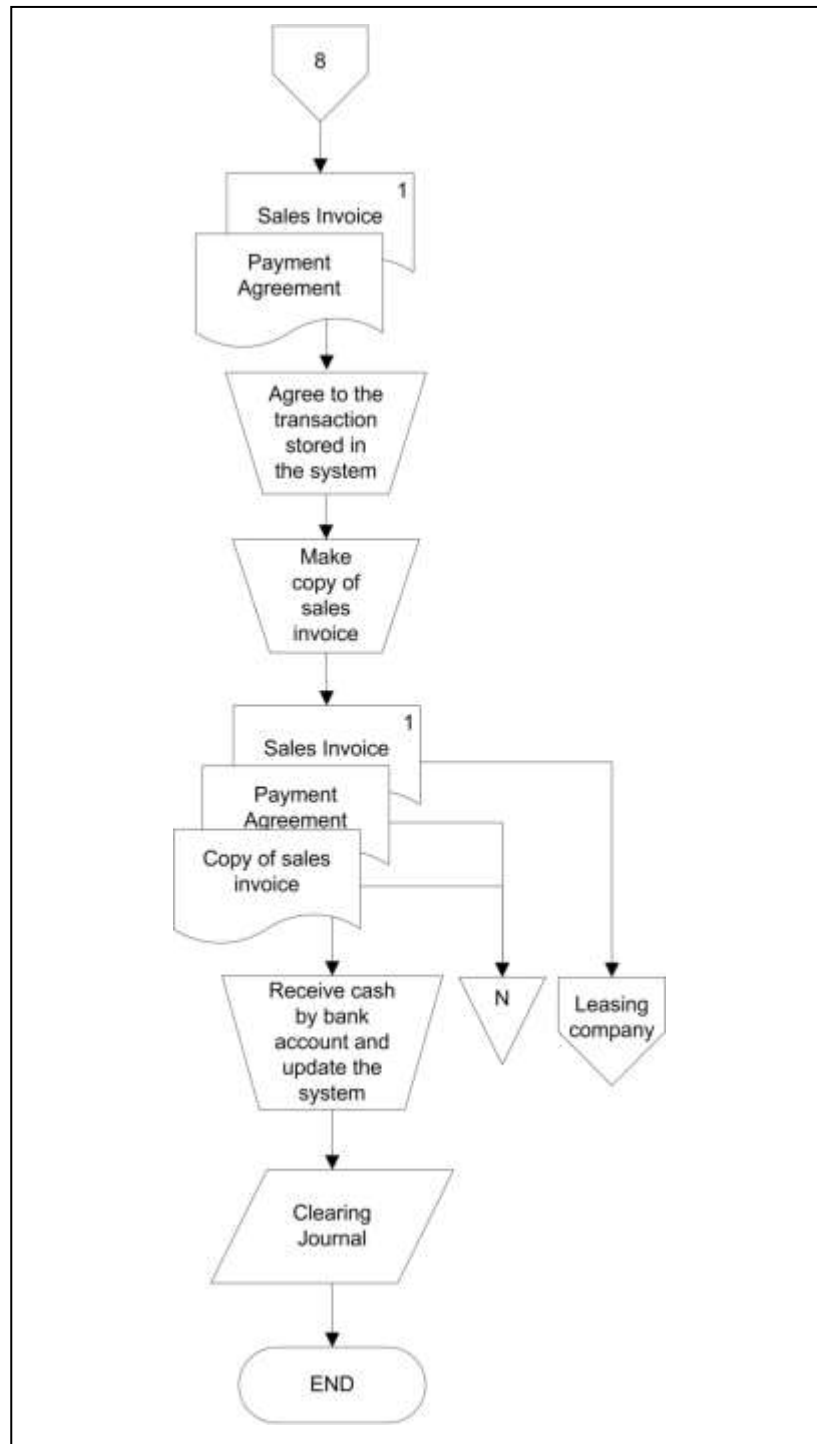 8
1
Sales Invoice
Payment
Agreement
Agree to the
transaction
stored in
the system
Make
copy of
sales
invoice
1
Sales Invoice
Payment
Agreement
Copy of sales
invoice
Receive cash
by bank
account and
update the
system
N
Leasing
company
Clearing
Journal
END